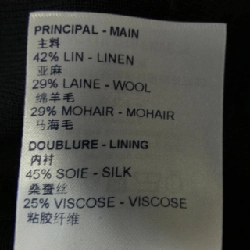 PRINCIPAL - MAIN
主料
42% LIN - LINEN
亚麻
29% LAINE - WOOL
绵羊毛
29% MOHAIR - MOHAIR
马海毛
DOUBLURE - LINING
内衬
45% SOIE - SILK
桑蚕丝
25% VISCOSE - VISCOSE
粘胶纤维